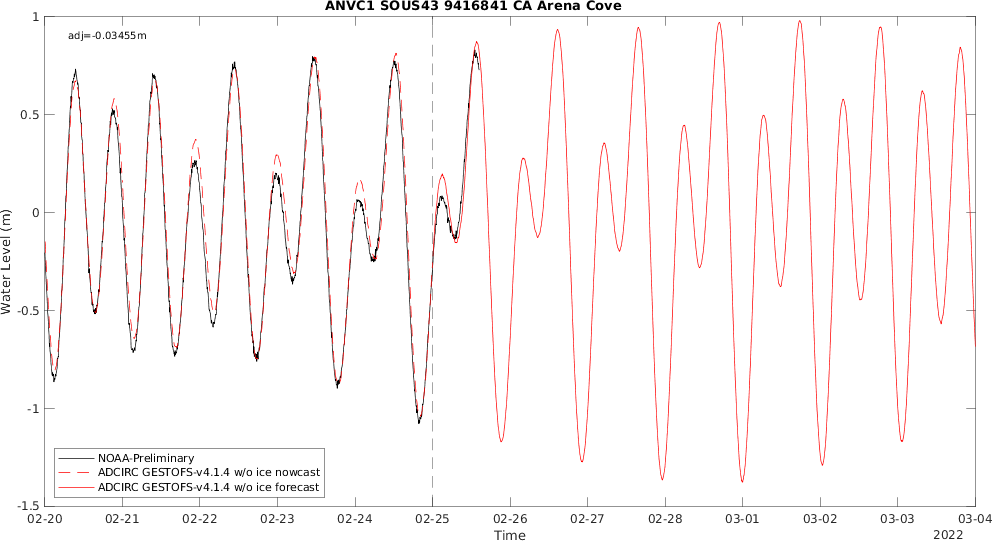 ANVC1 SOUS43 9416841 CA Arena Cove
adj=-0.03455m
Water Level (m)
1
0.5
0
-0.5
-1
-1.5
NOAA-Preliminary
ADCIRC GESTOFS-v4.1.4 w/o ice nowcast
ADCIRC GESTOFS-v4.1.4 w/o ice forecast
02-20 02-21 02-22 02-23 02-24 02-25 02-26 02-27 02-28 03-01 03-02 03-03 03-04
Time
2022